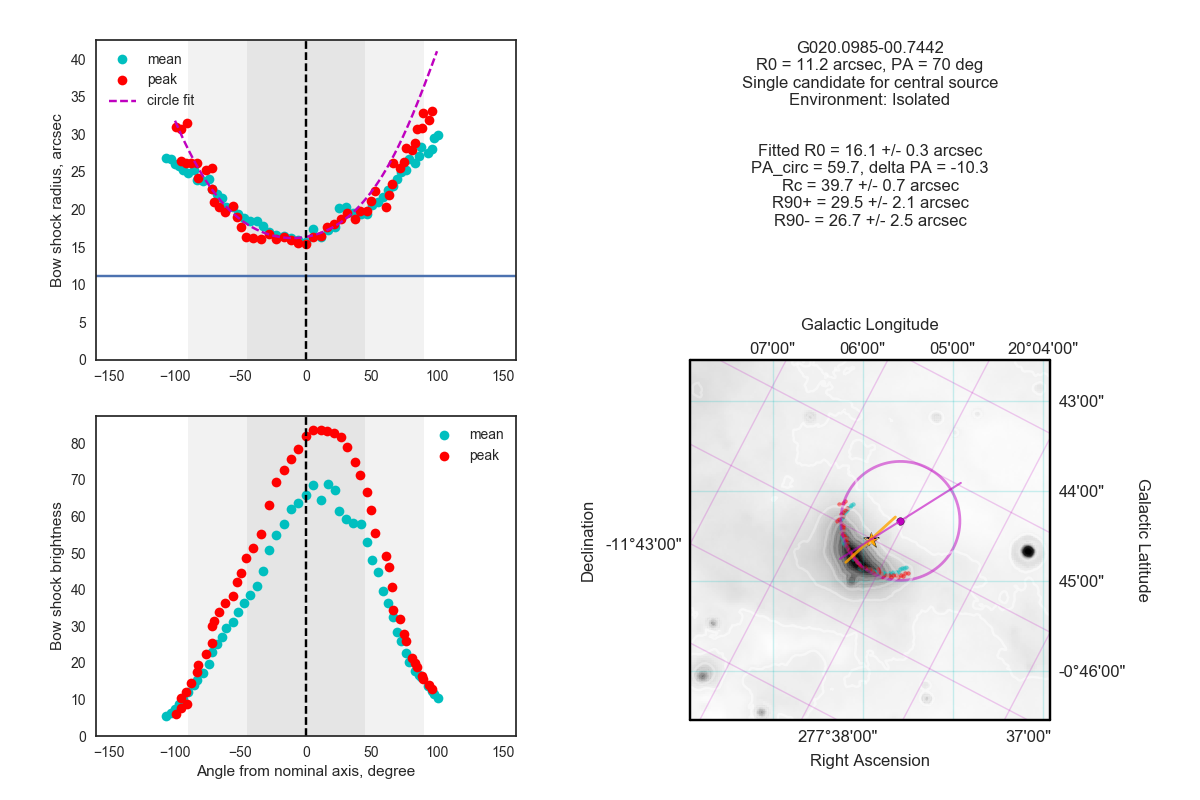 40
35
30
25
20
15
10
5
0
Bow shock radius, arcsec
mean
peak
circle fit
−150
−100
−50
0
50
100
150
80
70
60
50
40
30
20
10
0
Bow shock brightness
mean
peak
−150
−100
−50
0
50
100
150
Angle from nominal axis, degree
G020.0985-00.7442
R0 = 11.2 arcsec, PA = 70 deg
Single candidate for central source
Environment: Isolated
Fitted R0 = 16.1 +/- 0.3 arcsec
PA_circ = 59.7, delta PA = -10.3
Rc = 39.7 +/- 0.7 arcsec
R90+ = 29.5 +/- 2.1 arcsec
R90- = 26.7 +/- 2.5 arcsec
Galactic Longitude
07'00" 06'00" 05'00" 20°04'00"
43'00"
44'00"
45'00"
-0°46'00"
Galactic Latitude
-11°43'00"
Declination
277°38'00" 37'00"
Right Ascension